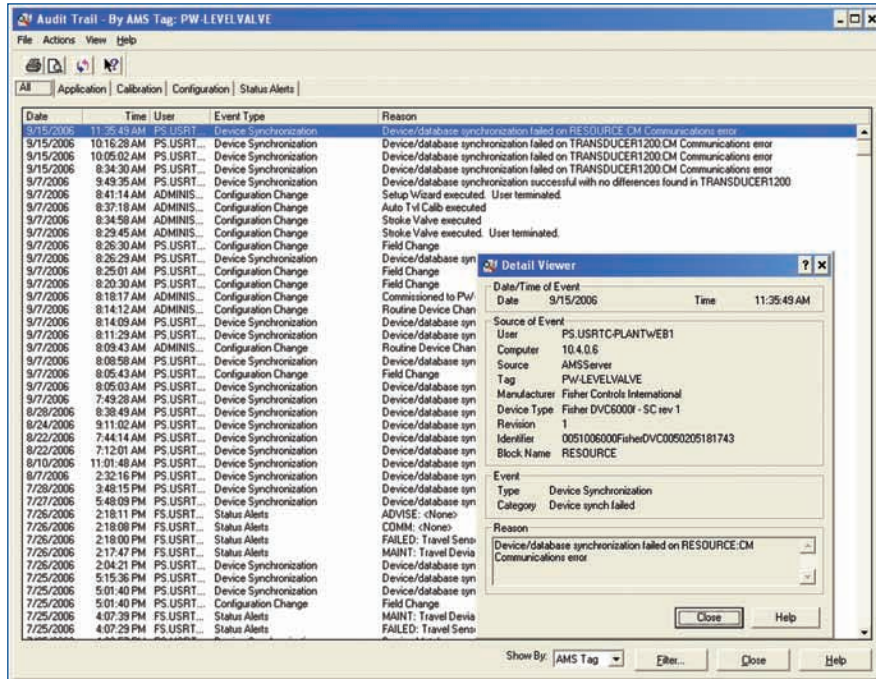 Audit Trail - By AMS Tag: PW-LEVELVALVE
File Actions View Help
All Application Calibration Configuration Status Alerts
Date Time User Event Type Reason
9/15/2006 11:35:49 AM PS.USRT... Device Synchronization Device/database synchronization failed on RESOURCE:CM Communications error
9/15/2006 10:16:28 AM PS.USRT... Device Synchronization Device/database synchronization failed on TRANSDUCER1200:CM Communications error
9/15/2006 10:05:02 AM PS.USRT... Device Synchronization Device/database synchronization failed on TRANSDUCER1200:CM Communications error
9/15/2006 8:34:30 AM PS.USRT... Device Synchronization Device/database synchronization failed on TRANSDUCER1200:CM Communications error
9/7/2006 9:49:35 AM PS.USRT... Device Synchronization Device/database synchronization successful with no differences found in TRANSDUCER1200
9/7/2006 8:41:14 AM ADMINIS... Configuration Change Setup Wizard executed. User terminated.
9/7/2006 8:37:18 AM ADMINIS... Configuration Change Auto Tvl Calib executed
9/7/2006 8:34:58 AM ADMINIS... Configuration Change Stroke Valve executed
9/7/2006 8:29:45 AM ADMINIS... Configuration Change Stroke Valve executed. User terminated.
9/7/2006 8:26:30 AM PS.USRT... Configuration Change Field Change
9/7/2006 8:26:29 AM PS.USRT... Device Synchronization Device/database syn
9/7/2006 8:25:01 AM PS.USRT... Configuration Change Field Change
9/7/2006 8:20:30 AM PS.USRT... Configuration Change Field Change
9/7/2006 8:18:17 AM ADMINIS... Configuration Change Commissioned to PW-
9/7/2006 8:14:12 AM ADMINIS... Configuration Change Routine Device Chan
9/7/2006 8:14:09 AM PS.USRT... Device Synchronization Device/database syn
9/7/2006 8:11:29 AM PS.USRT... Device Synchronization Device/database syn
9/7/2006 8:09:43 AM ADMINIS... Configuration Change Routine Device Chan
9/7/2006 8:08:58 AM PS.USRT... Device Synchronization Device/database syn
9/7/2006 8:05:43 AM PS.USRT... Configuration Change Field Change
9/7/2006 8:05:03 AM PS.USRT... Device Synchronization Device/database syn
9/7/2006 7:49:28 AM PS.USRT... Device Synchronization Device/database syn
8/28/2006 8:38:49 AM PS.USRT... Device Synchronization Device/database syn
8/24/2006 9:11:02 AM PS.USRT... Device Synchronization Device/database syn
8/22/2006 7:44:14 AM PS.USRT... Device Synchronization Device/database syn
8/22/2006 7:12:01 AM PS.USRT... Device Synchronization Device/database syn
8/10/2006 11:01:48 AM PS.USRT... Device Synchronization Device/database syn
8/7/2006 2:32:16 PM PS.USRT... Device Synchronization Device/database syn
7/28/2006 3:48:15 PM PS.USRT... Device Synchronization Device/database syn
7/27/2006 5:48:09 PM PS.USRT... Device Synchronization Device/database syn
7/26/2006 2:18:11 PM FS.USRT... Status Alerts ADVISE: <None>
7/26/2006 2:18:08 PM FS.USRT... Status Alerts COMM: <None>
7/26/2006 2:18:00 PM FS.USRT... Status Alerts FAILED: Travel Sens
7/26/2006 2:17:47 PM FS.USRT... Status Alerts MAINT: Travel Devia
7/26/2006 2:04:21 PM PS.USRT... Device Synchronization Device/database syn
7/25/2006 5:15:36 PM PS.USRT... Device Synchronization Device/database syn
7/25/2006 5:01:40 PM PS.USRT... Device Synchronization Device/database syn
7/25/2006 5:01:40 PM PS.USRT... Configuration Change Field Change
7/25/2006 4:07:39 PM FS.USRT... Status Alerts MAINT: Travel Devia
7/25/2006 4:07:29 PM FS.USRT... Status Alerts FAILED: Travel Sens
Detail Viewer
Date/Time of Event
Date 9/15/2006 Time 11:35:49 AM
Source of Event
User PS.USRTC-PLANTWEB1
Computer 10.4.0.6
Source AMSServer
Tag PW-LEVELVALVE
Manufacturer Fisher Controls International
Device Type Fisher DVC6000f - SC rev 1
Revision 1
Identifier 0051006000FisherDVC0050205181743
Block Name RESOURCE
Event
Type Device Synchronization
Category Device synch failed
Reason
Device/database synchronization failed on RESOURCE:CM
Communications error
Close Help
Show By: AMS Tag Filter... Close Help